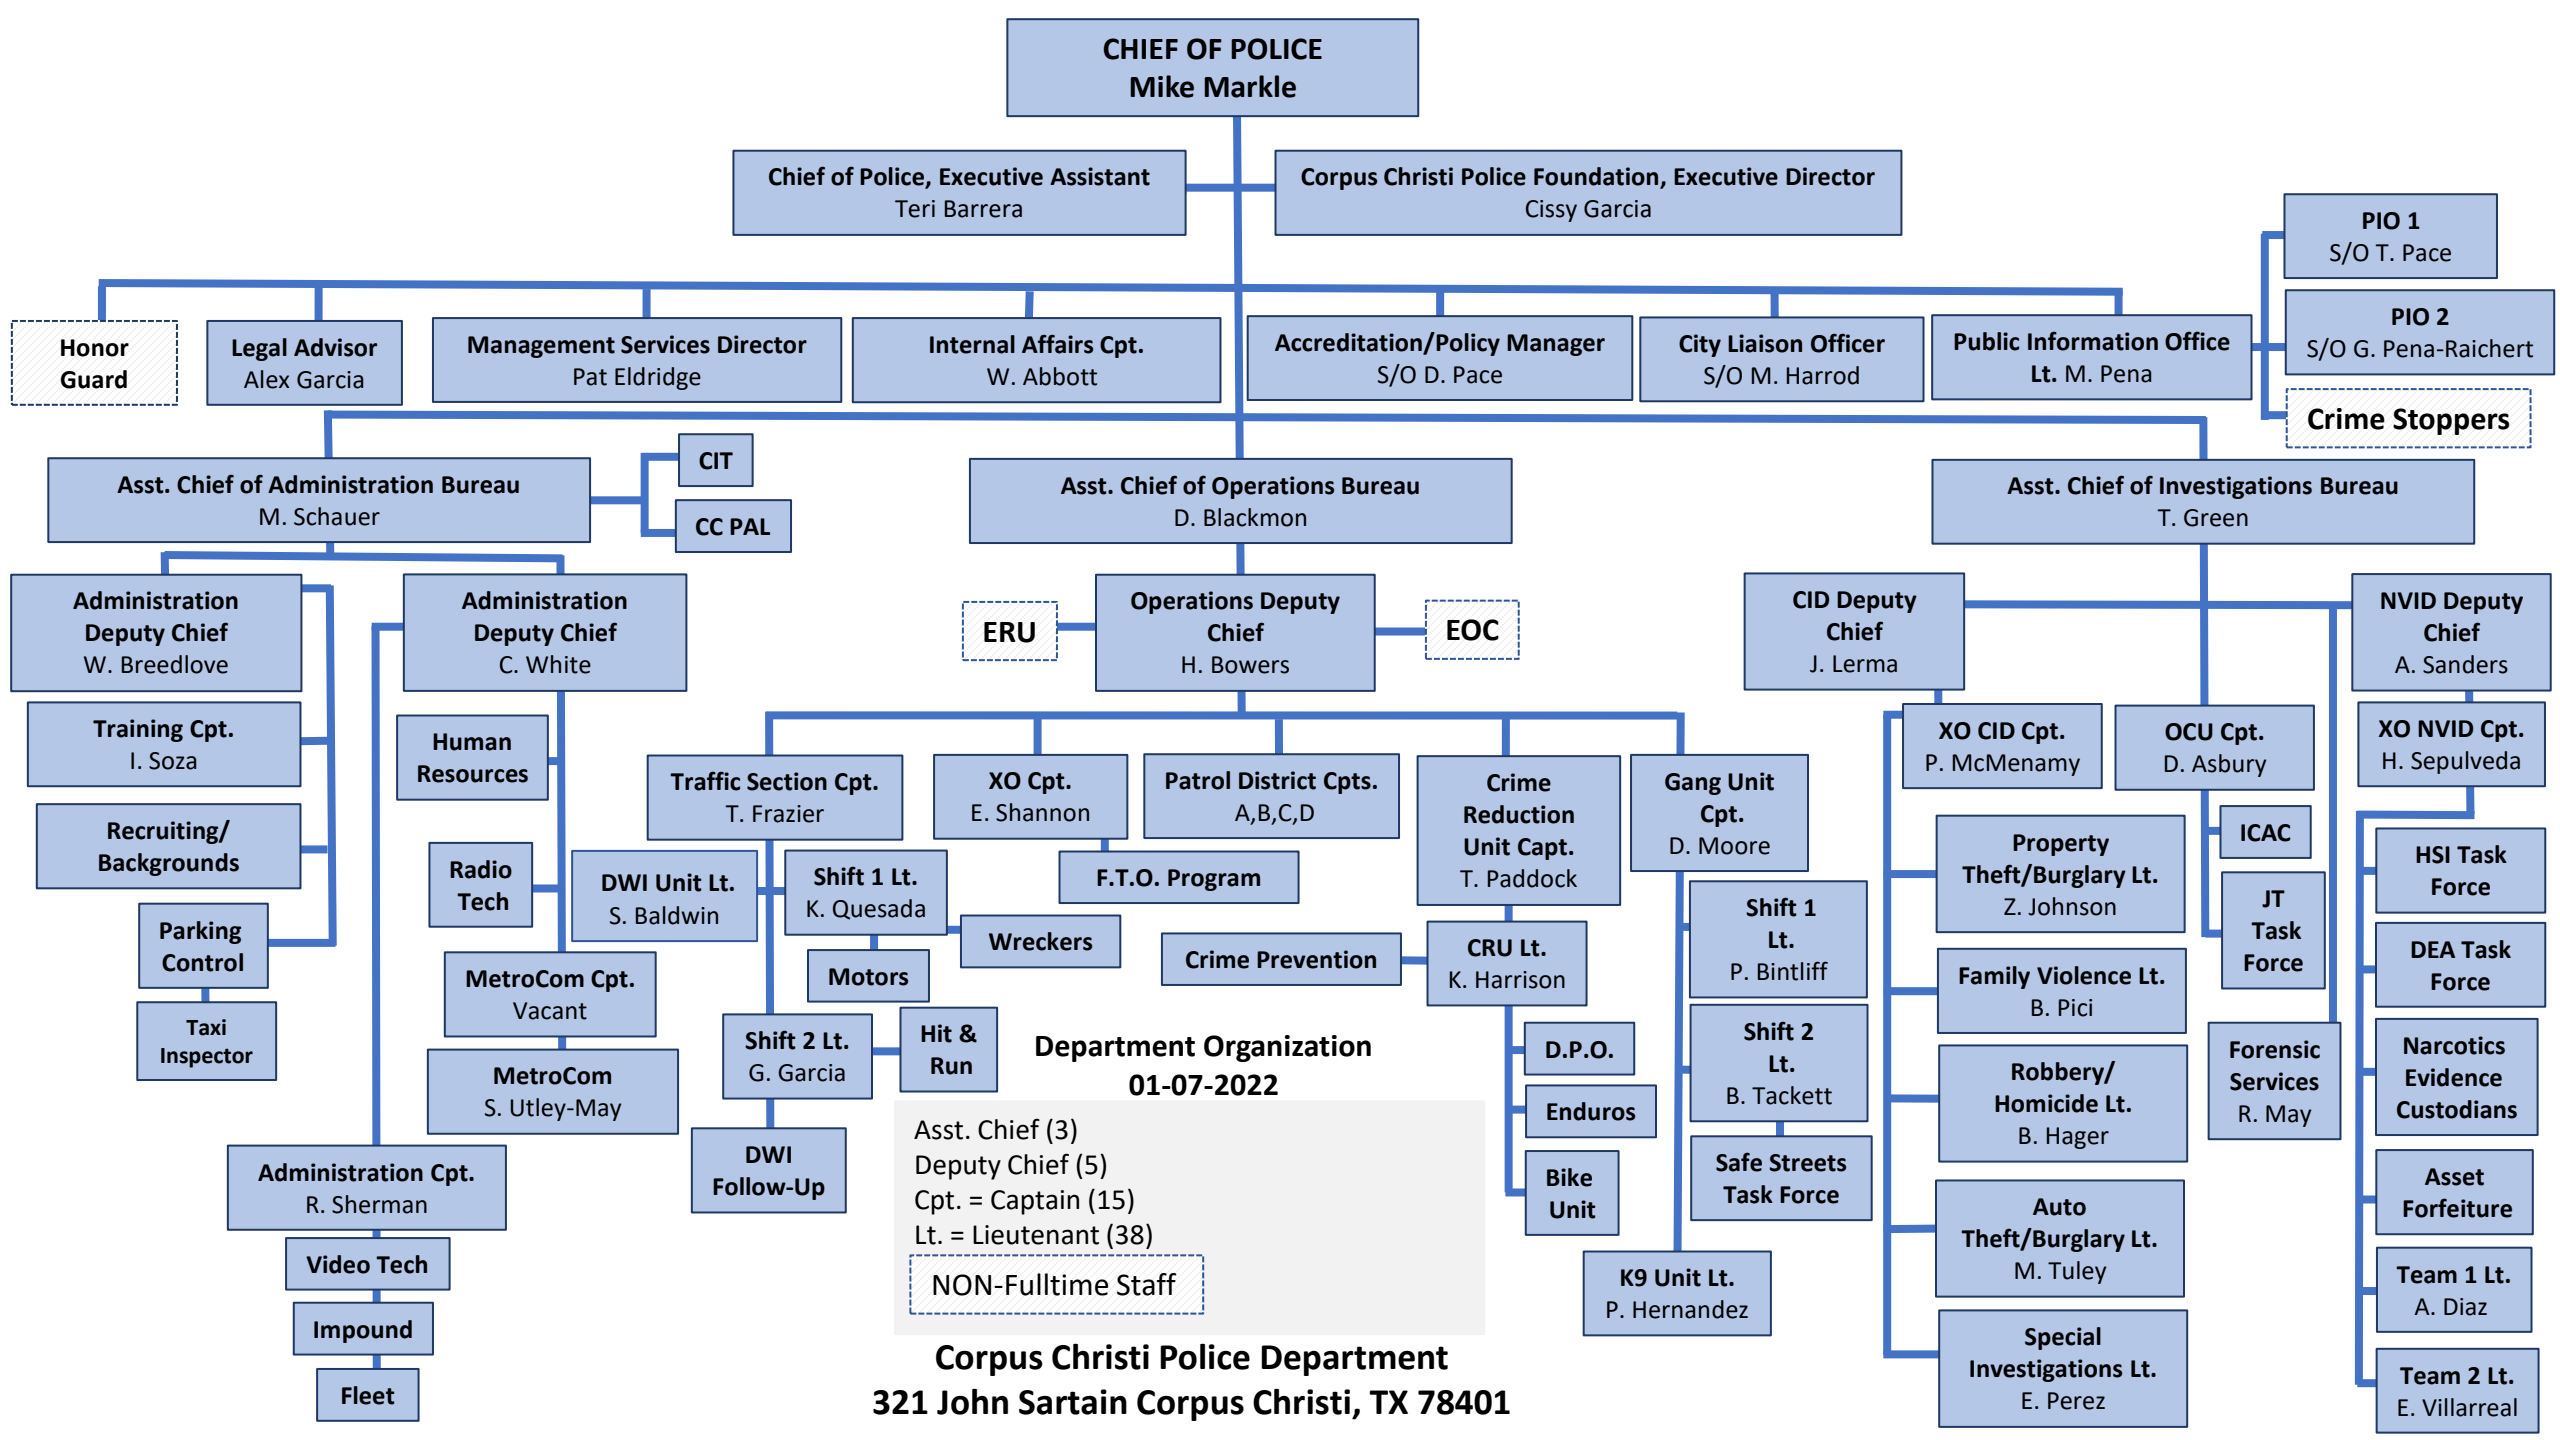 CHIEF OF POLICE
Mike Markle
Chief of Police, Executive Assistant
Teri Barrera
Corpus Christi Police Foundation, Executive Director
Cissy Garcia
PIO 1
S/O T. Pace
PIO 2
S/O G. Pena-Raichert
Crime Stoppers
Honor
Guard
Legal Advisor
Alex Garcia
Management Services Director
Pat Eldridge
Internal Affairs Cpt.
W. Abbott
Accreditation/Policy Manager
S/O D. Pace
City Liaison Officer
S/O M. Harrod
Public Information Office
Lt. M. Pena
Asst. Chief of Administration Bureau
M. Schauer
CIT
CC PAL
Asst. Chief of Operations Bureau
D. Blackmon
Asst. Chief of Investigations Bureau
T. Green
Administration
Deputy Chief
W. Breedlove
Administration
Deputy Chief
C. White
ERU
Operations Deputy
Chief
H. Bowers
EOC
CID Deputy
Chief
J. Lerma
NVID Deputy
Chief
A. Sanders
Training Cpt.
I. Soza
Recruiting/
Backgrounds
Parking
Control
Taxi
Inspector
Human
Resources
Radio
Tech
MetroCom Cpt.
Vacant
MetroCom
S. Utley-May
Administration Cpt.
R. Sherman
Video Tech
Impound
Fleet
Traffic Section Cpt.
T. Frazier
DWI Unit Lt.
S. Baldwin
Shift 1 Lt.
K. Quesada
Wreckers
Motors
Shift 2 Lt.
G. Garcia
Hit &
Run
DWI
Follow-Up
XO Cpt.
E. Shannon
F.T.O. Program
Patrol District Cpts.
A,B,C,D
Crime
Reduction
Unit Capt.
T. Paddock
Crime Prevention
CRU Lt.
K. Harrison
D.P.O.
Enduros
Bike
Unit
Gang Unit
Cpt.
D. Moore
Shift 1
Lt.
P. Bintliff
Shift 2
Lt.
B. Tackett
Safe Streets
Task Force
K9 Unit Lt.
P. Hernandez
XO CID Cpt.
P. McMenamy
Property
Theft/Burglary Lt.
Z. Johnson
Family Violence Lt.
B. Pici
Robbery/
Homicide Lt.
B. Hager
Auto
Theft/Burglary Lt.
M. Tuley
Special
Investigations Lt.
E. Perez
OCU Cpt.
D. Asbury
ICAC
JT
Task
Force
Forensic
Services
R. May
XO NVID Cpt.
H. Sepulveda
HSI Task
Force
DEA Task
Force
Narcotics
Evidence
Custodians
Asset
Forfeiture
Team 1 Lt.
A. Diaz
Team 2 Lt.
E. Villarreal
Department Organization
01-07-2022
Asst. Chief (3)
Deputy Chief (5)
Cpt. = Captain (15)
Lt. = Lieutenant (38)
NON-Fulltime Staff
Corpus Christi Police Department
321 John Sartain Corpus Christi, TX 78401